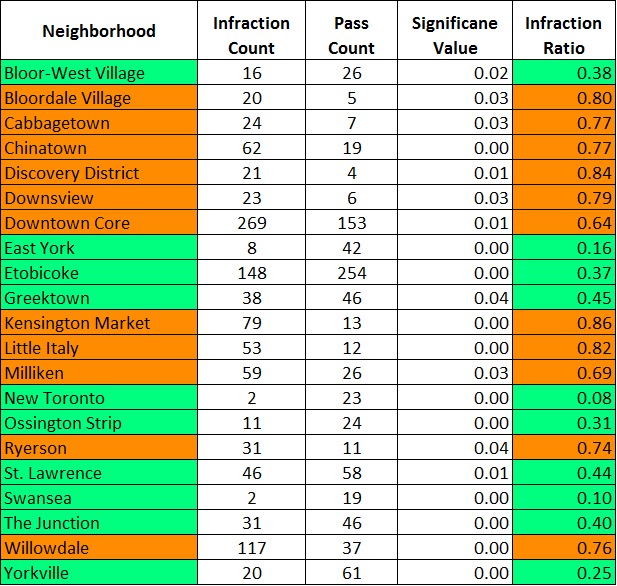 Neighborhood Infraction Count Pass Count Significane Value Infraction Ratio
Bloor-West Village 16 26 0.02 0.38
Bloordale Village 20 5 0.03 0.80
Cabbagetown 24 7 0.03 0.77
Chinatown 62 19 0.00 0.77
Discovery District 21 4 0.01 0.84
Downsview 23 6 0.03 0.79
Downtown Core 269 153 0.01 0.64
East York 8 42 0.00 0.16
Etobicoke 148 254 0.00 0.37
Greektown 38 46 0.04 0.45
Kensington Market 79 13 0.00 0.86
Little Italy 53 12 0.00 0.82
Milliken 59 26 0.03 0.69
New Toronto 2 23 0.00 0.08
Ossington Strip 11 24 0.00 0.31
Ryerson 31 11 0.04 0.74
St. Lawrence 46 58 0.01 0.44
Swansea 2 19 0.00 0.10
The Junction 31 46 0.00 0.40
Willowdale 117 37 0.00 0.76
Yorkville 20 61 0.00 0.25